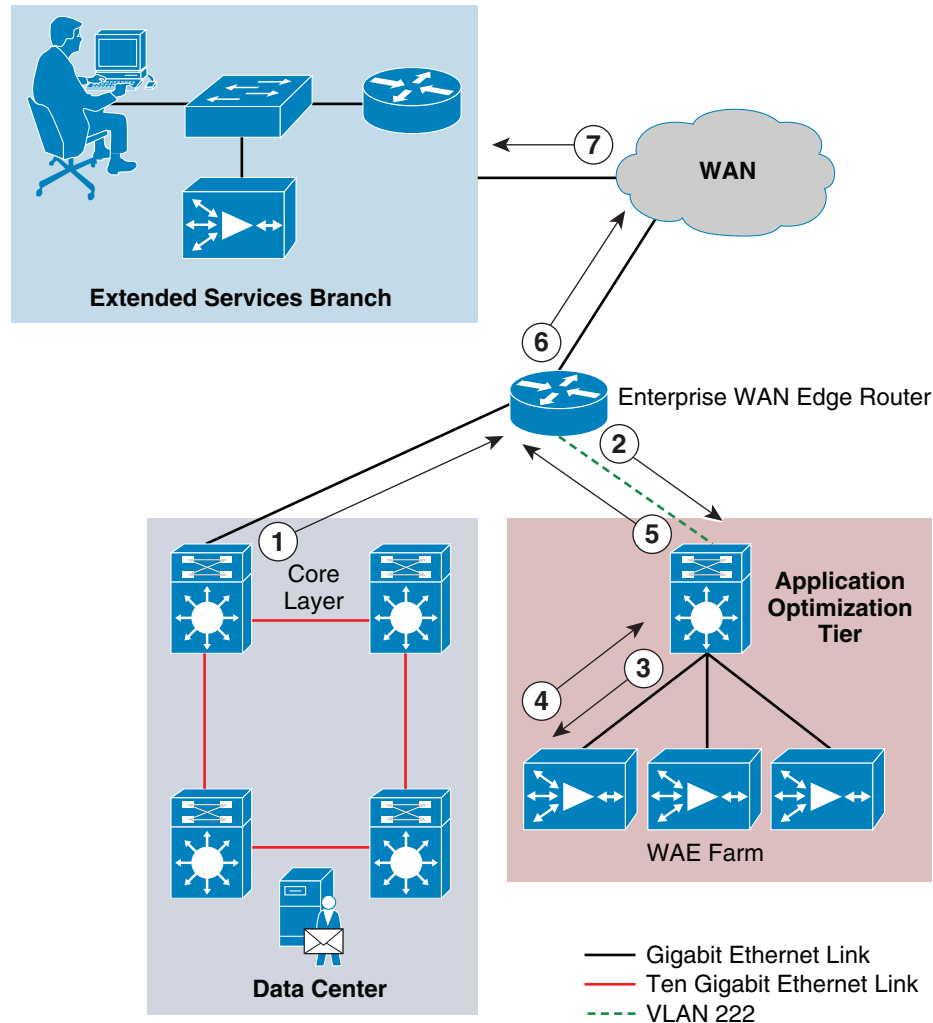 7
WAN
Extended Services Branch
6
Enterprise WAN Edge Router
2
1
5
Core
Layer
Application
Optimization
Tier
3
4
WAE Farm
Data Center
Gigabit Ethernet Link
Ten Gigabit Ethernet Link
VLAN 222